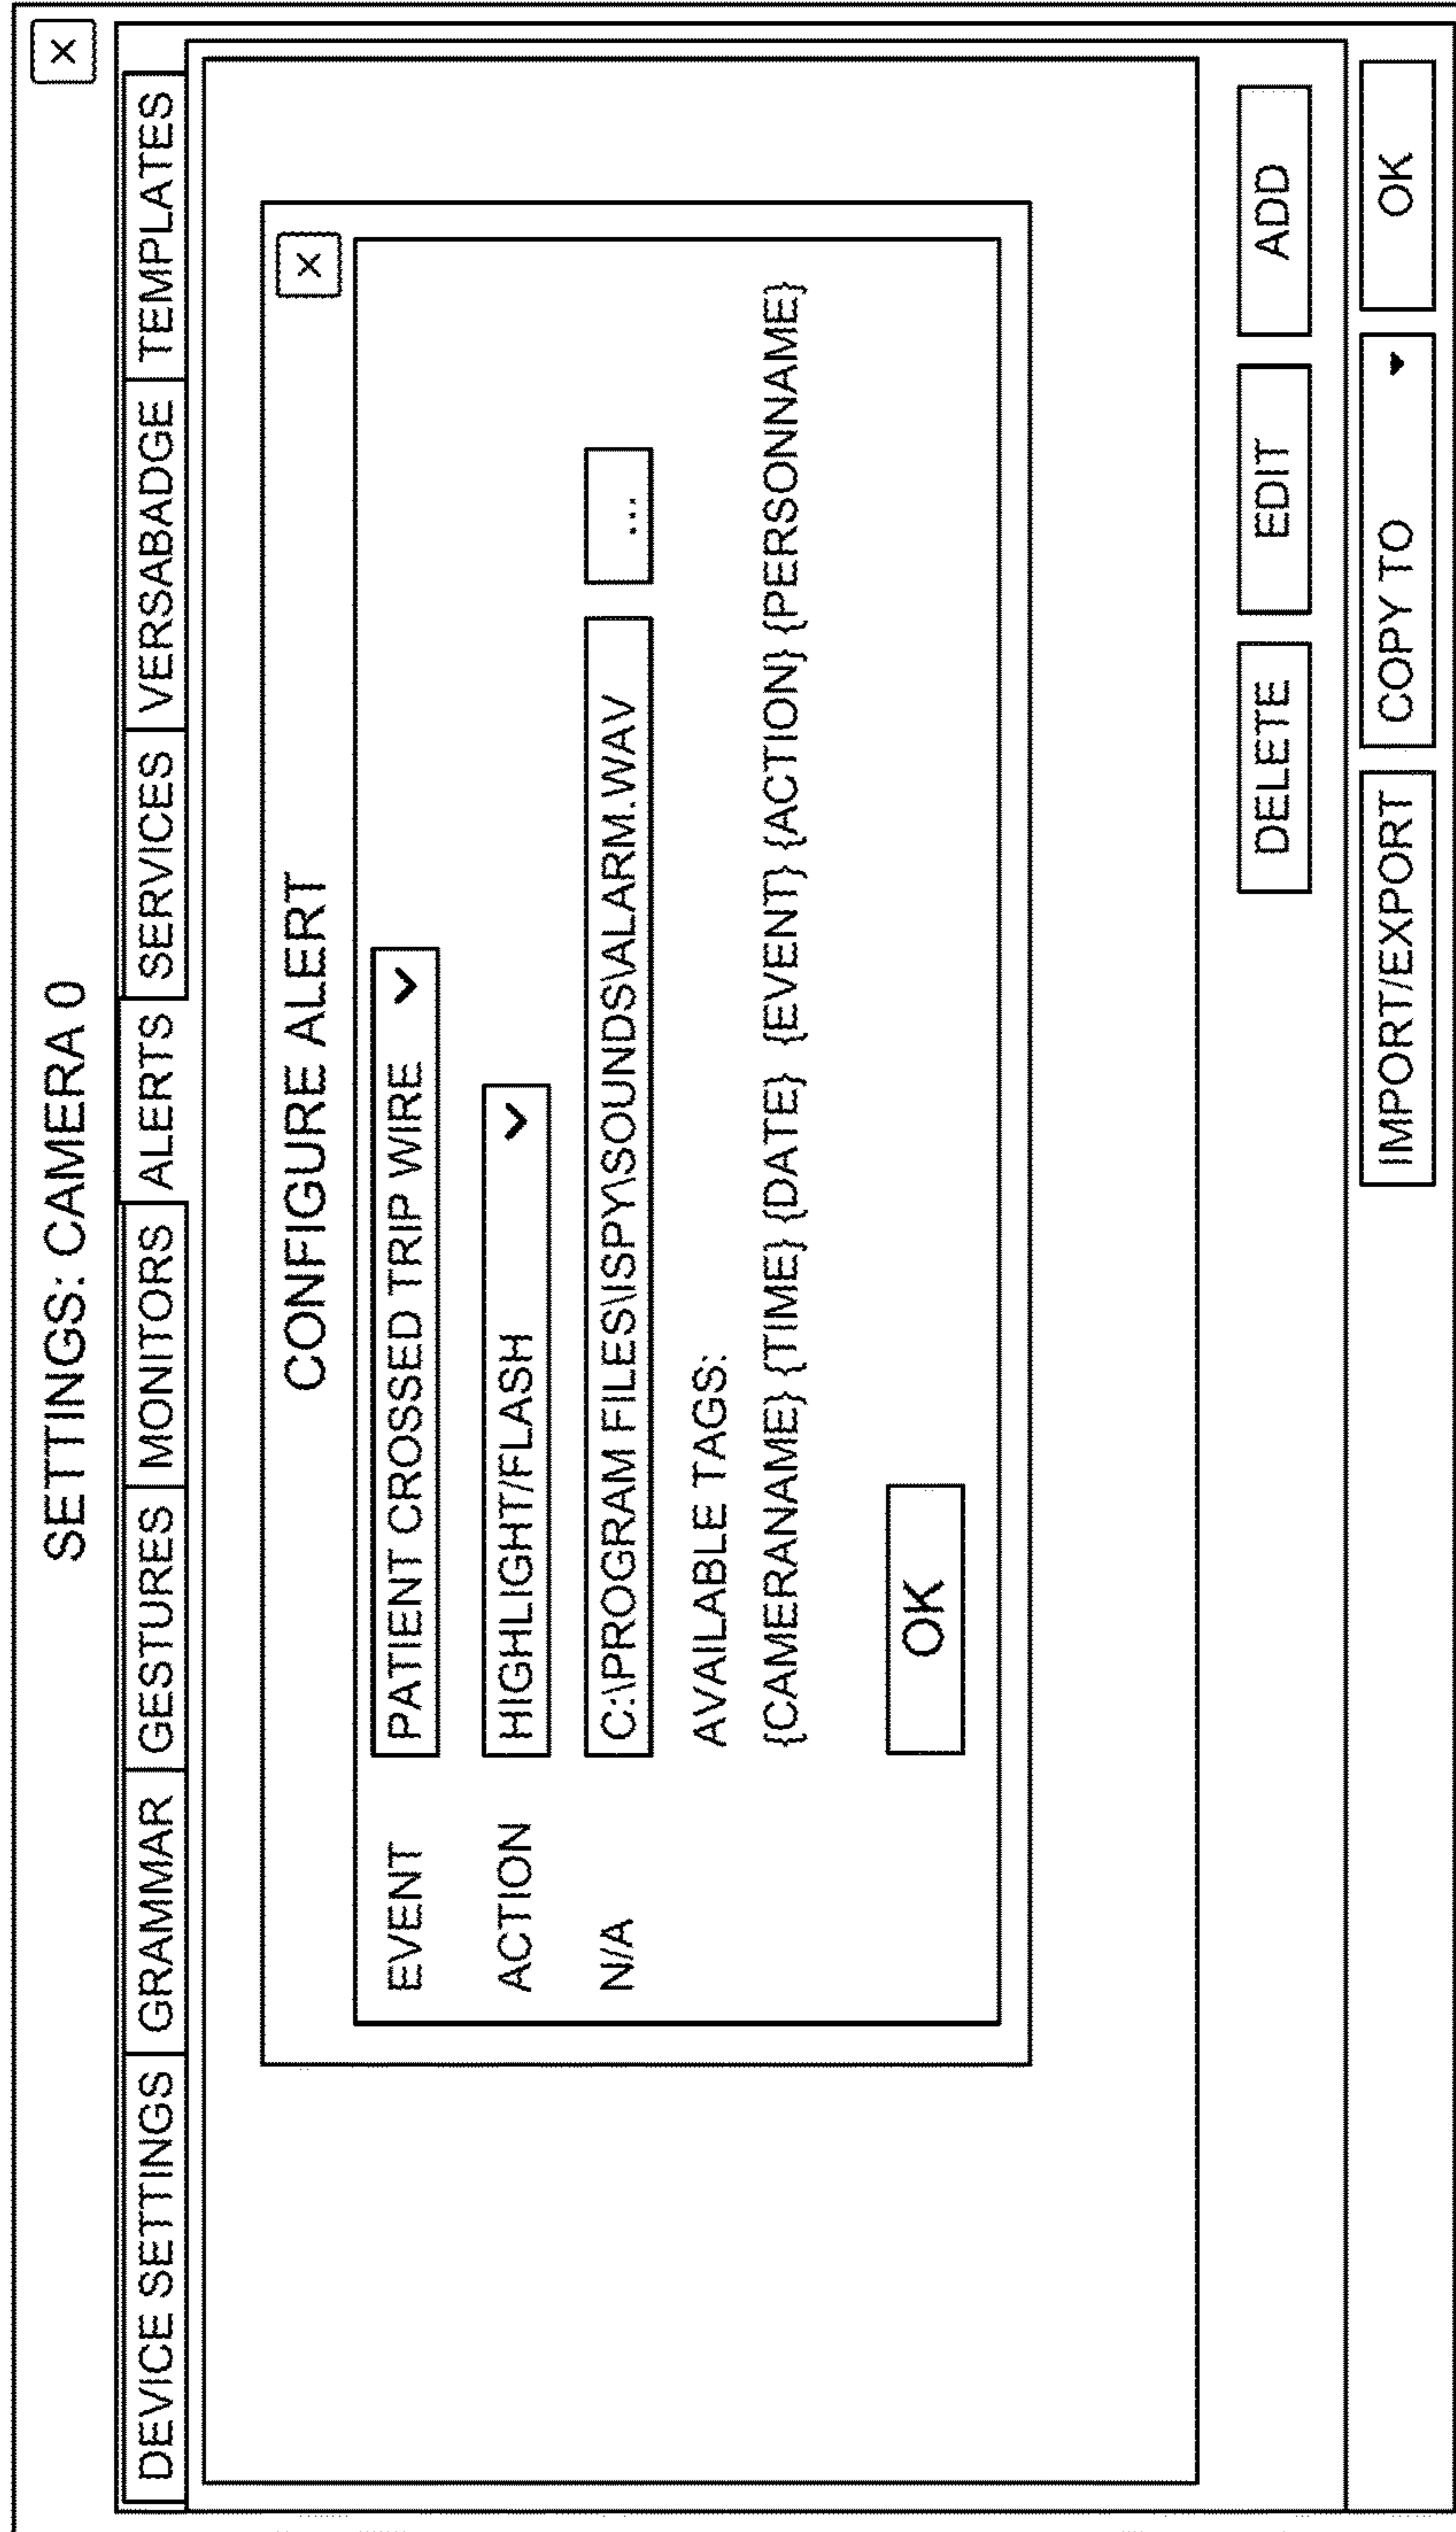 SETTINGS: CAMERA 0
X
DEVICE SETTINGS GRAMMAR GESTURES MONITORS ALERTS SERVICES VERSABADGE TEMPLATES
CONFIGURE ALERT
X
EVENT PATIENT CROSSED TRIP WIRE
ACTION HIGHLIGHT/FLASH
N/A C:\PROGRAM FILES\ISPY\SOUNDS\ALARM.WAV ...
AVAILABLE TAGS:
{CAMERANAME} {TIME} {DATE} {EVENT} {ACTION} {PERSONNAME}
OK
DELETE EDIT ADD
IMPORT/EXPORT COPY TO OK